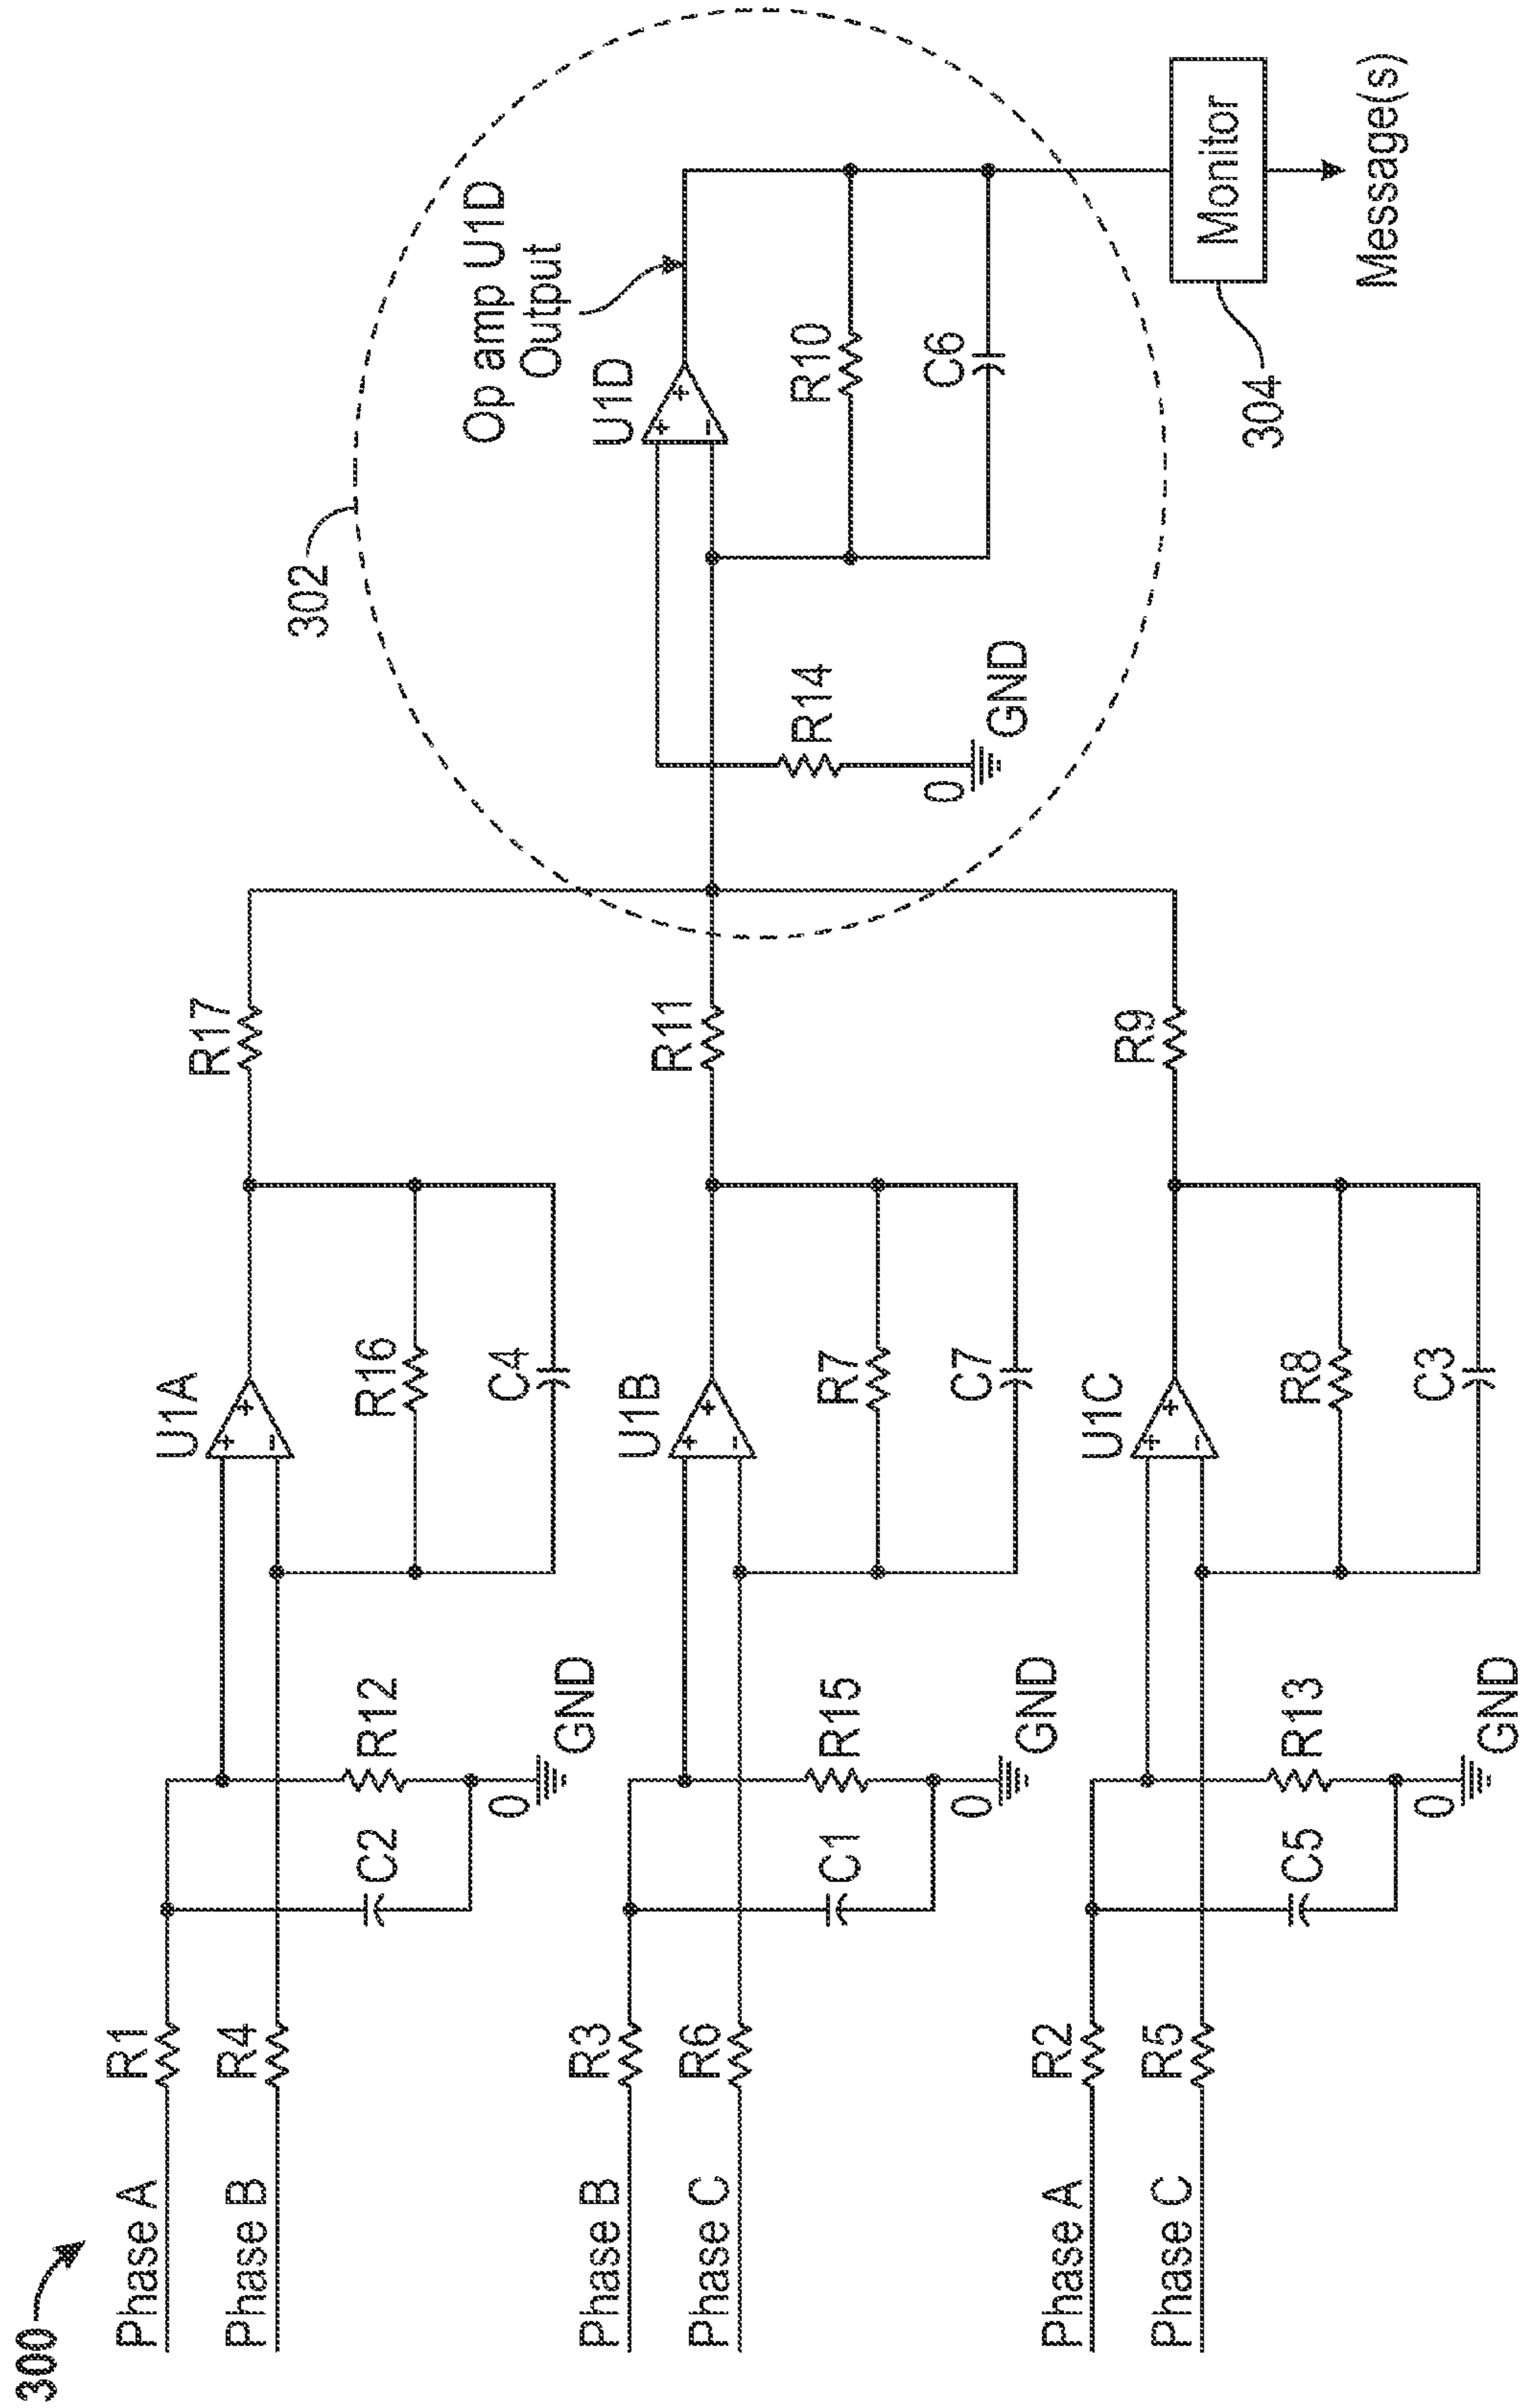 300
Phase A
R1
Phase B
R4
C2
R12
0
GND
U1A
+
-
+
R16
C4
R17
Phase B
R3
Phase C
R6
C1
R15
0
GND
U1B
+
-
+
R7
C7
R11
Phase A
R2
Phase C
R5
C5
R13
0
GND
U1C
+
-
+
R8
C3
R9
302
R14
0
GND
U1D
+
-
+
Op amp U1D
Output
R10
C6
304
Monitor
Message(s)